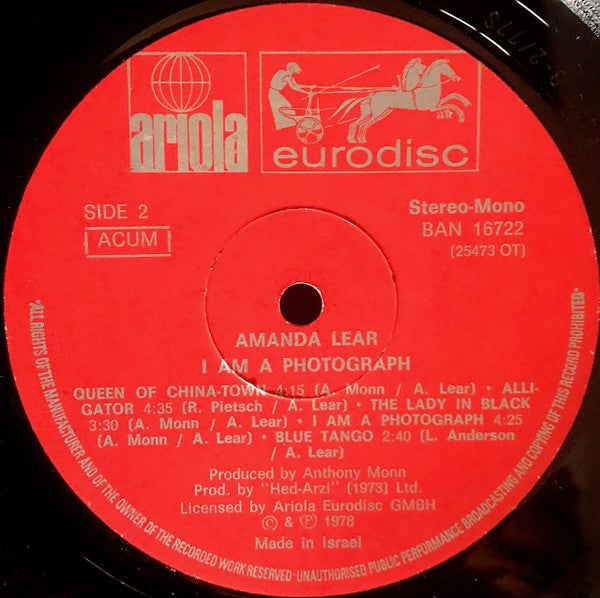 ariola
eurodisc
SIDE 2
ACUM
Stereo-Mono
BAN 16722
(25473 OT)
AMANDA LEAR
I AM A PHOTOGRAPH
QUEEN OF CHINA-TOWN 4:15 (A. Monn / A. Lear) • ALLI-
GATOR 4:35 (R. Pietsch / A. Lear) • THE LADY IN BLACK
3:30 (A. Monn / A. Lear) • I AM A PHOTOGRAPH 4:25
(A. Monn / A. Lear) • BLUE TANGO 2:40 (L. Anderson
/ A. Lear)
Produced by Anthony Monn
Prod. by "Hed-Arzi" (1973) Ltd.
Licensed by Ariola Eurodisc GMBH
© & ℗ 1978
Made in Israel
"ALL RIGHTS OF THE MANUFACTURER AND OF THE OWNER OF THE RECORDED WORK RESERVED-UNAUTHORISED PUBLIC PERFORMANCE BROADCASTING AND COPYING OF THIS RECORD PROHIBITED"